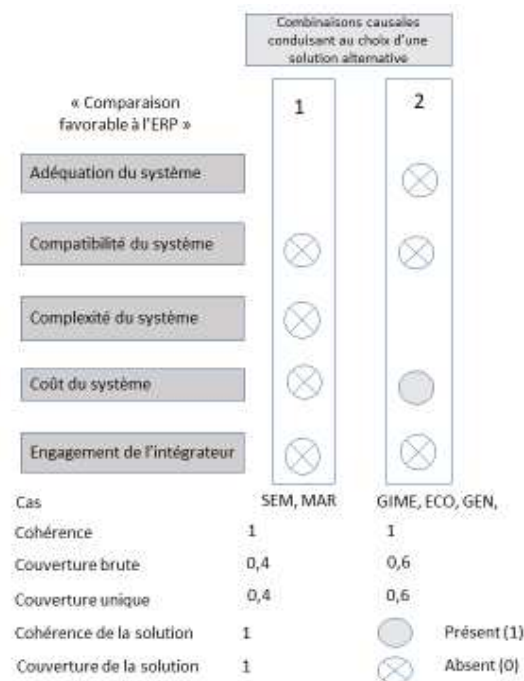 Combinaisons causales
conduisant au choix d'une
solution alternative
« Comparaison
favorable à l'ERP »
1
2
Adéquation du système
Compatibilité du système
Complexité du système
Coût du système
Engagement de l'intégrateur
Cas SEM, MAR GIME, ECO, GEN,
Cohérence 1 1
Couverture brute 0,4 0,6
Couverture unique 0,4 0,6
Cohérence de la solution 1 Présent (1)
Couverture de la solution 1 Absent (0)